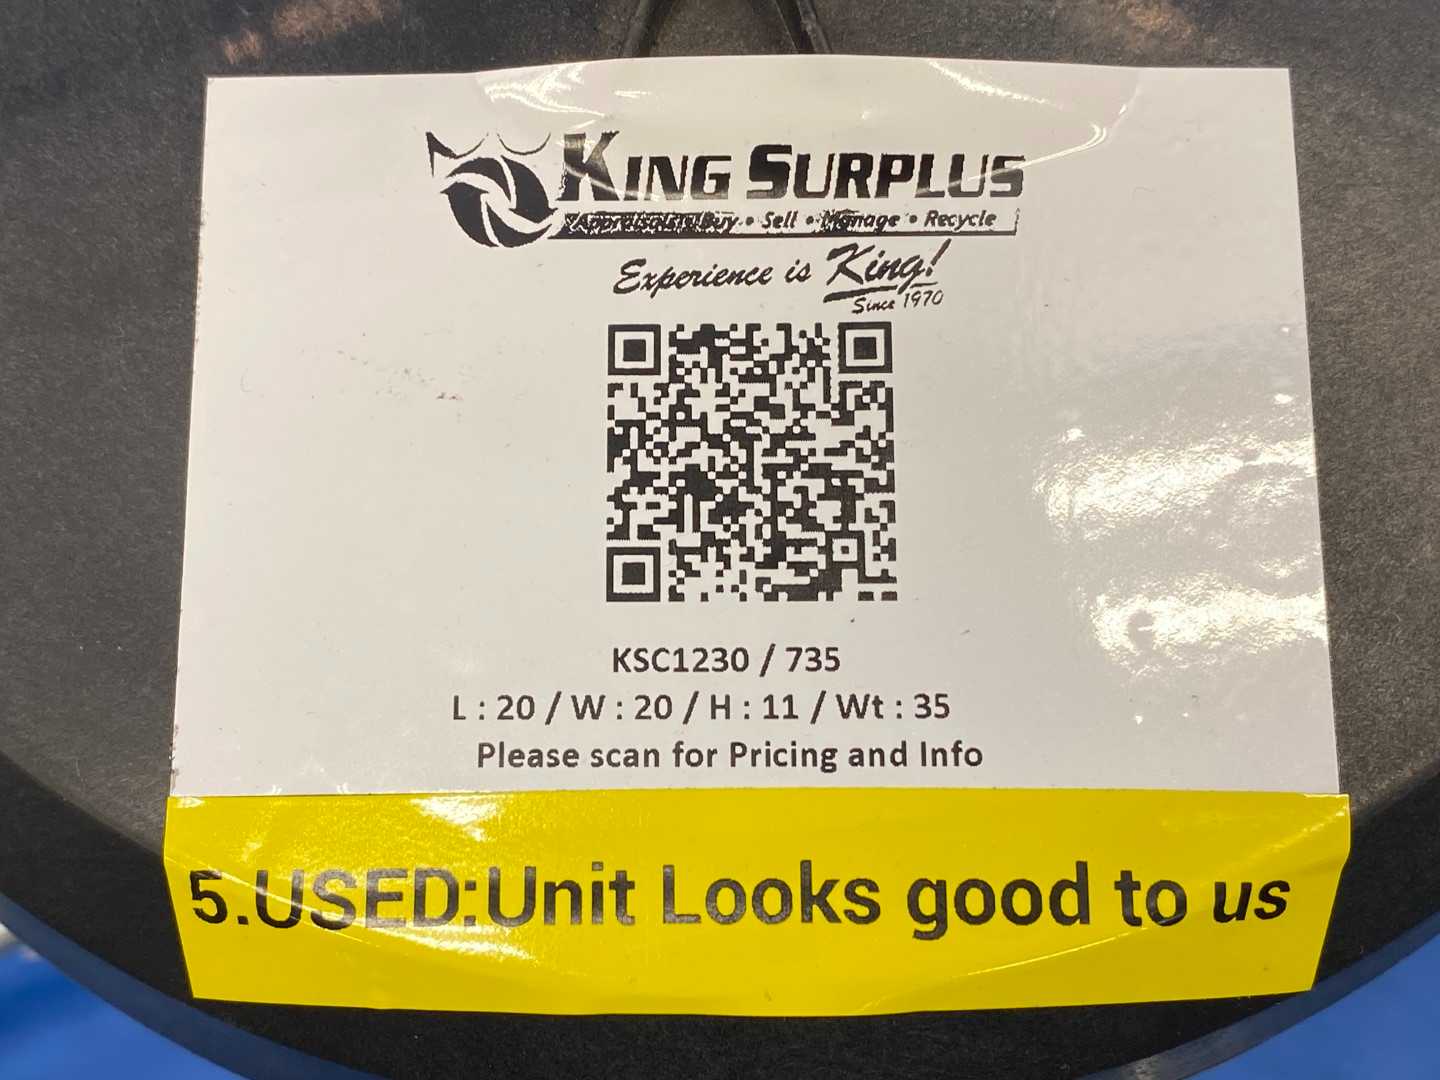 KING SURPLUS
Appraisals • Buy • Sell • Manage • Recycle
Experience is King!
Since 1970
KSC1230 / 735
L : 20 / W : 20 / H : 11 / Wt : 35
Please scan for Pricing and Info
5.USED:Unit Looks good to us